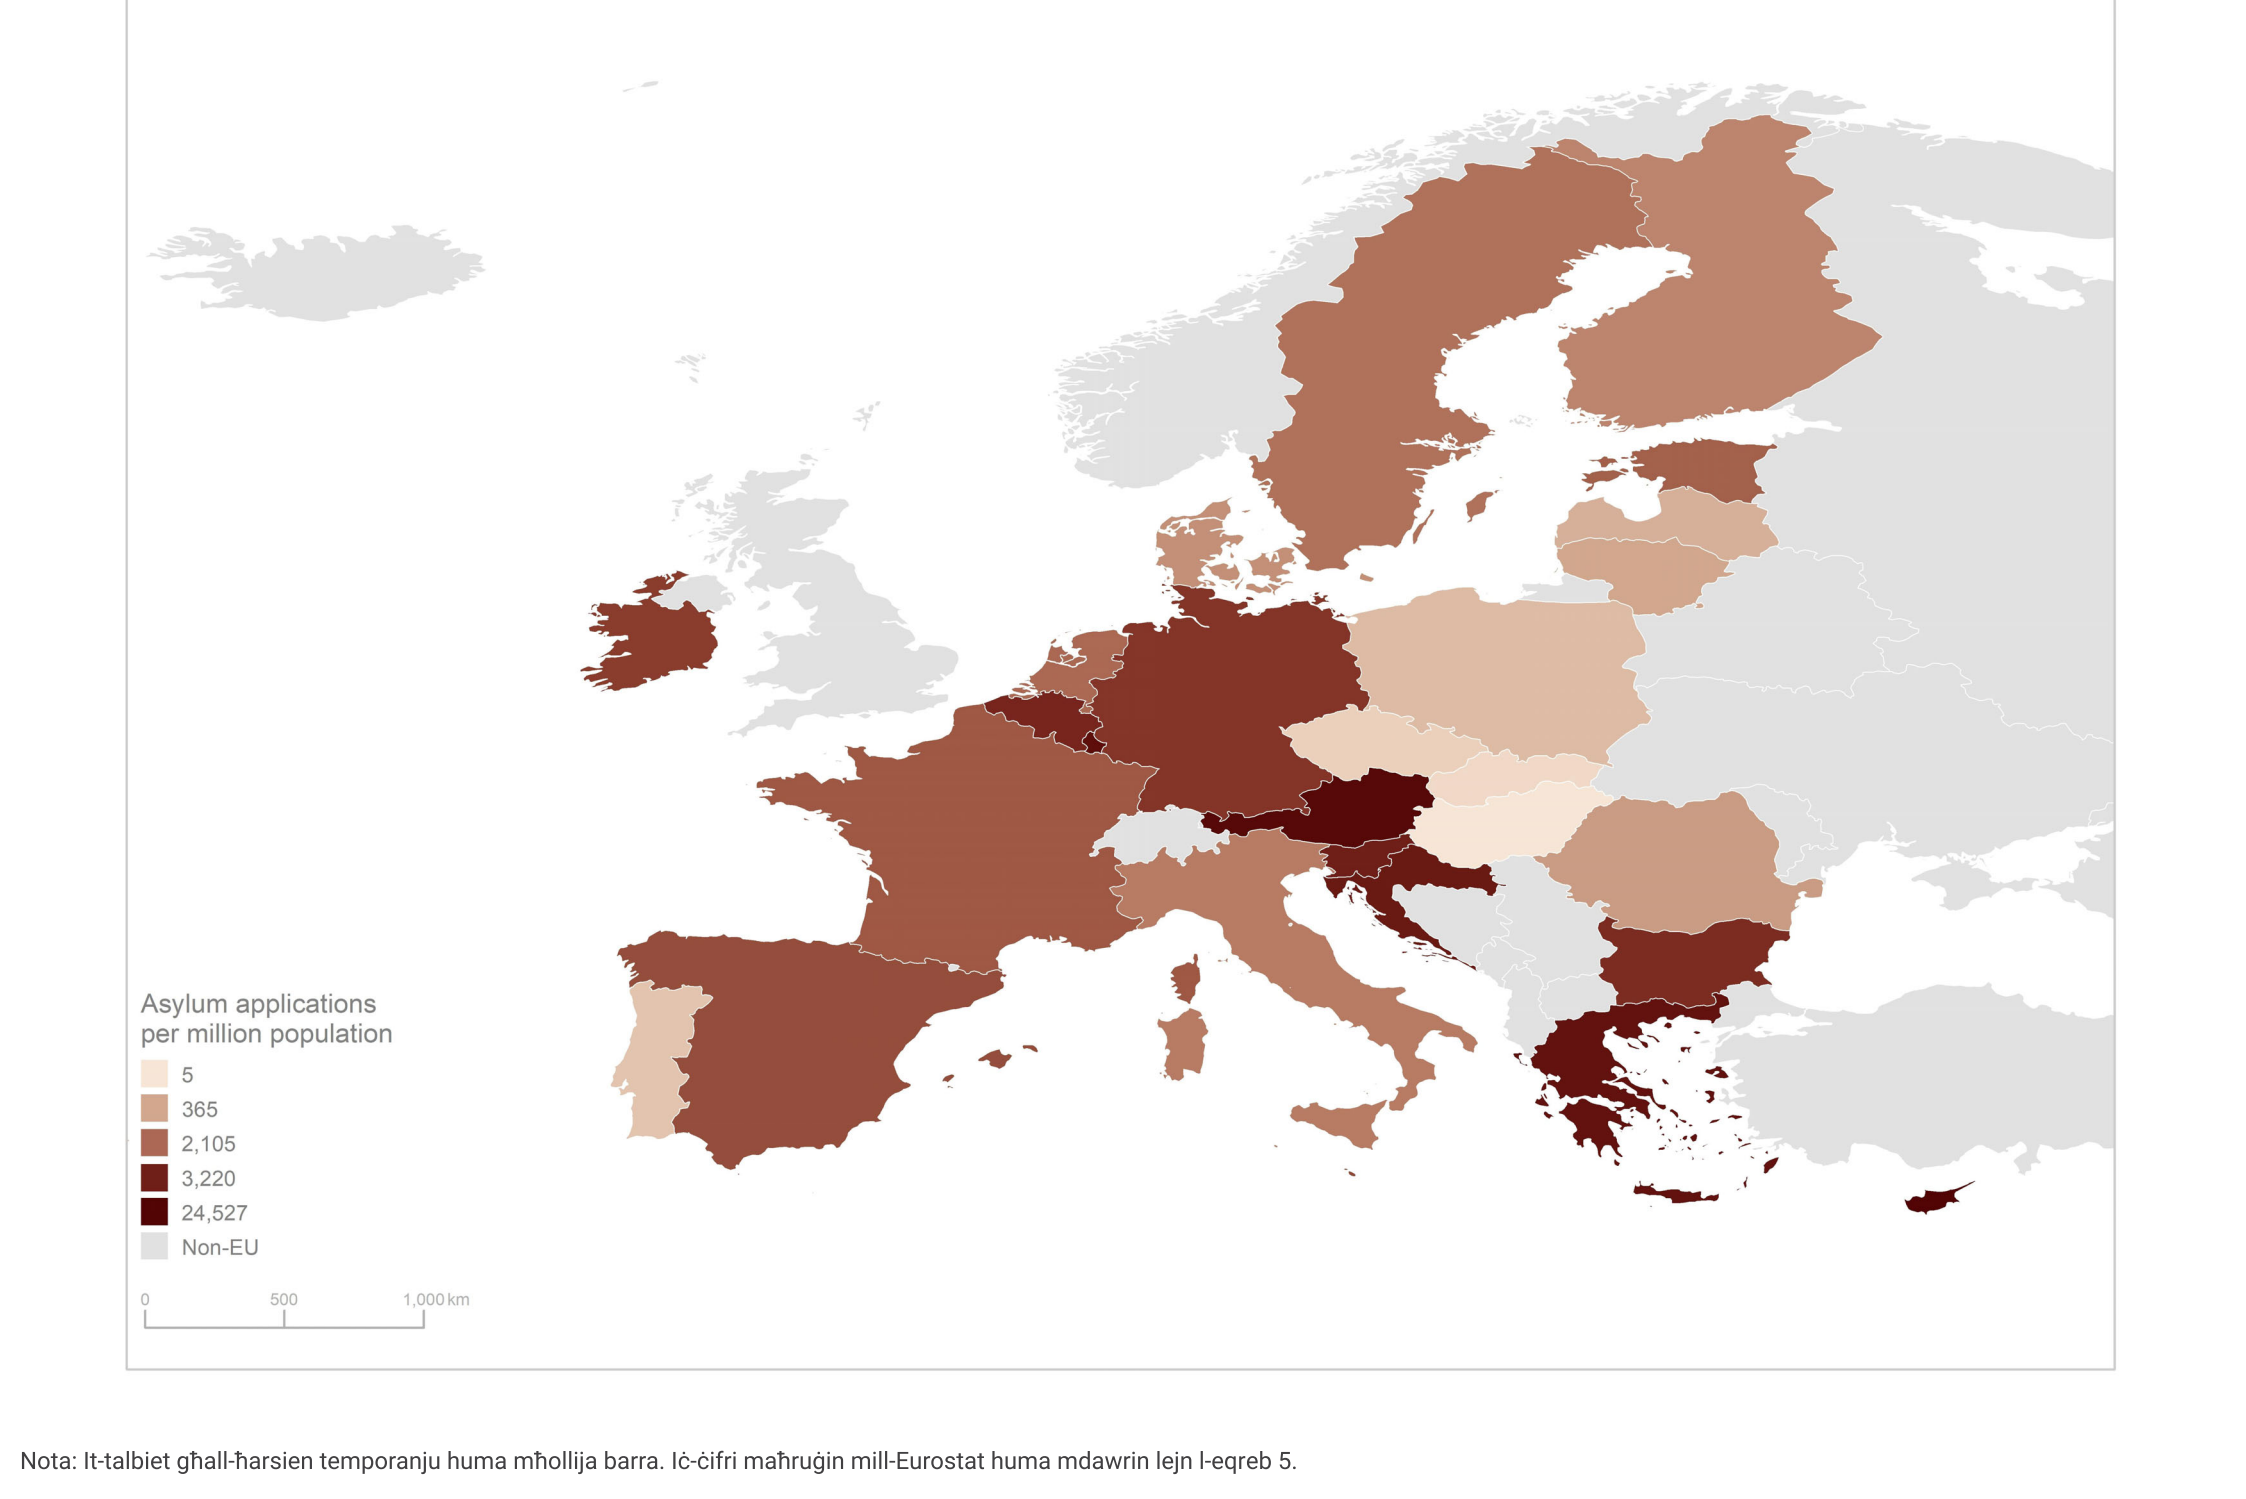 Asylum applications
per million population
5
365
2,105
3,220
24,527
Non-EU
0 500 1,000 km
Nota: It-talbiet għall-ħarsien temporanju huma mħollija barra. Iċ-ċifri maħruġin mill-Eurostat huma mdawrin lejn l-eqreb 5.